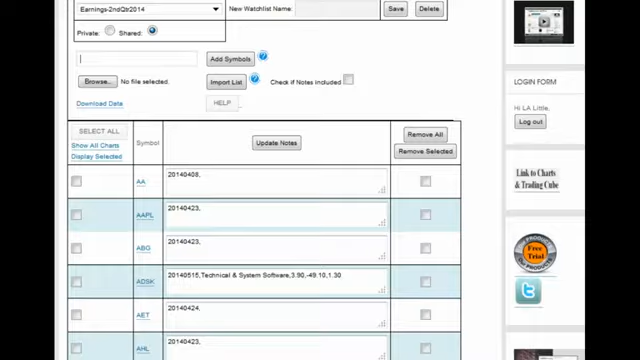 Earnings-2ndQtr2014
New Watchlist Name:
Save
Delete
Private:
Shared:
Add Symbols
Browse...
No file selected.
Import List
Check if Notes included
Download Data
HELP
LOGIN FORM
Hi LA Little,
Log out
Link to Charts
& Trading Cube
Free
Trial
PRODUCTS
SELECT ALL
Show All Charts
Display Selected
Symbol
Update Notes
Remove All
Remove Selected
AA
20140408,
AAPL
20140423,
ABG
20140423,
ADSK
20140515,Technical & System Software,3.90,-49.10,1.30
AET
20140424,
AHL
20140423,